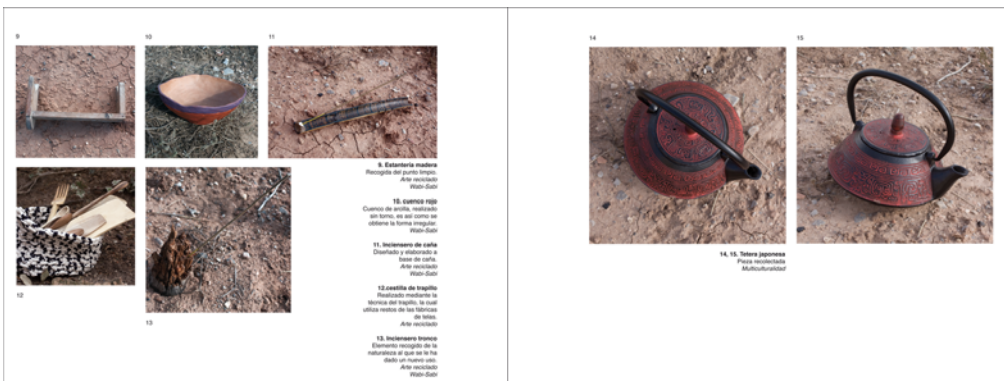 9
10
11
9. Estantería madera
Recogida del punto limpio.
Arte reciclado
Wabi-Sabi
10. cuenco rojo
Cuenco de arcilla, realizado
sin torno, es así como se
obtiene la forma irregular.
Wabi-Sabi
11. Inciensero de caña
Diseñado y elaborado a
base de caña.
Arte reciclado
Wabi-Sabi
12.cestilla de trapillo
Realizado mediante la
técnica del trapillo, la cual
utiliza restos de las fábricas
de telas.
Arte reciclado
13. Inciensero tronco
Elemento recogido de la
naturaleza al que se le ha
dado un nuevo uso.
Arte reciclado
Wabi-Sabi
12
13
14
15
14, 15. Tetera japonesa
Pieza recolectada
Multiculturalidad